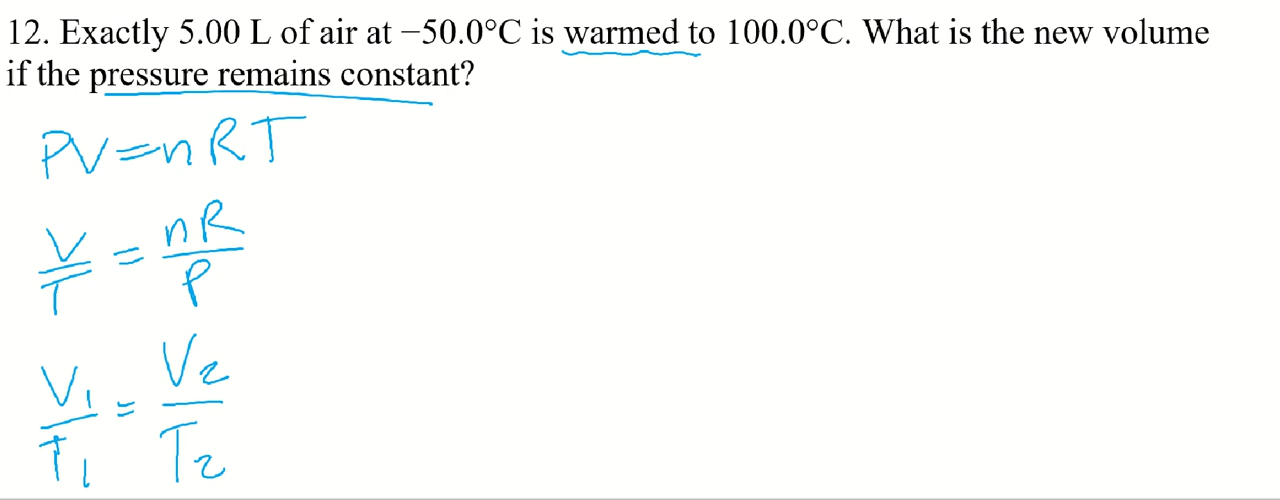 12. Exactly 5.00 L of air at −50.0°C is warmed to 100.0°C. What is the new volume
if the pressure remains constant?
PV=nRT
V/T = nR/P
V₁/T₁ = V₂/T₂